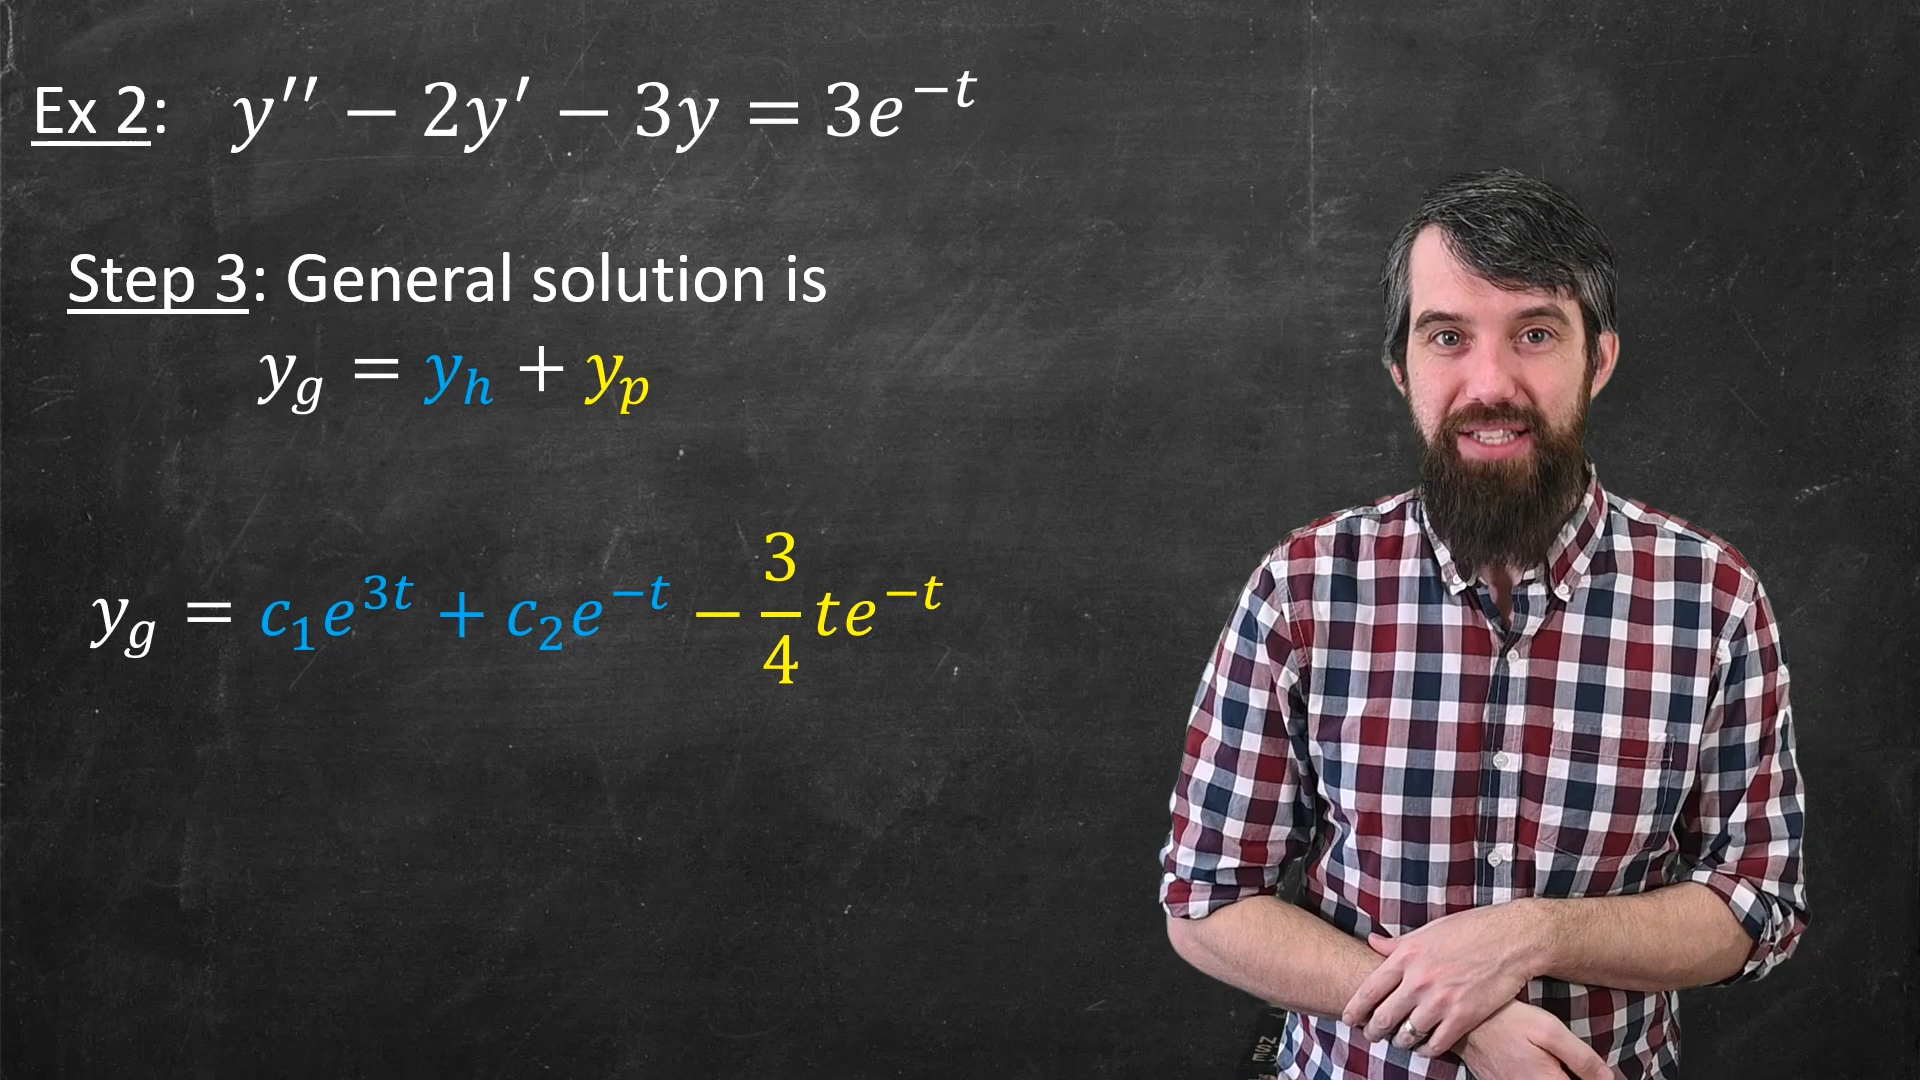 Ex 2: y′′ − 2y′ − 3y = 3e^{−t}
Step 3: General solution is
y_g = y_h + y_p
y_g = c_1e^{3t} + c_2e^{−t} − \frac{3}{4}te^{−t}